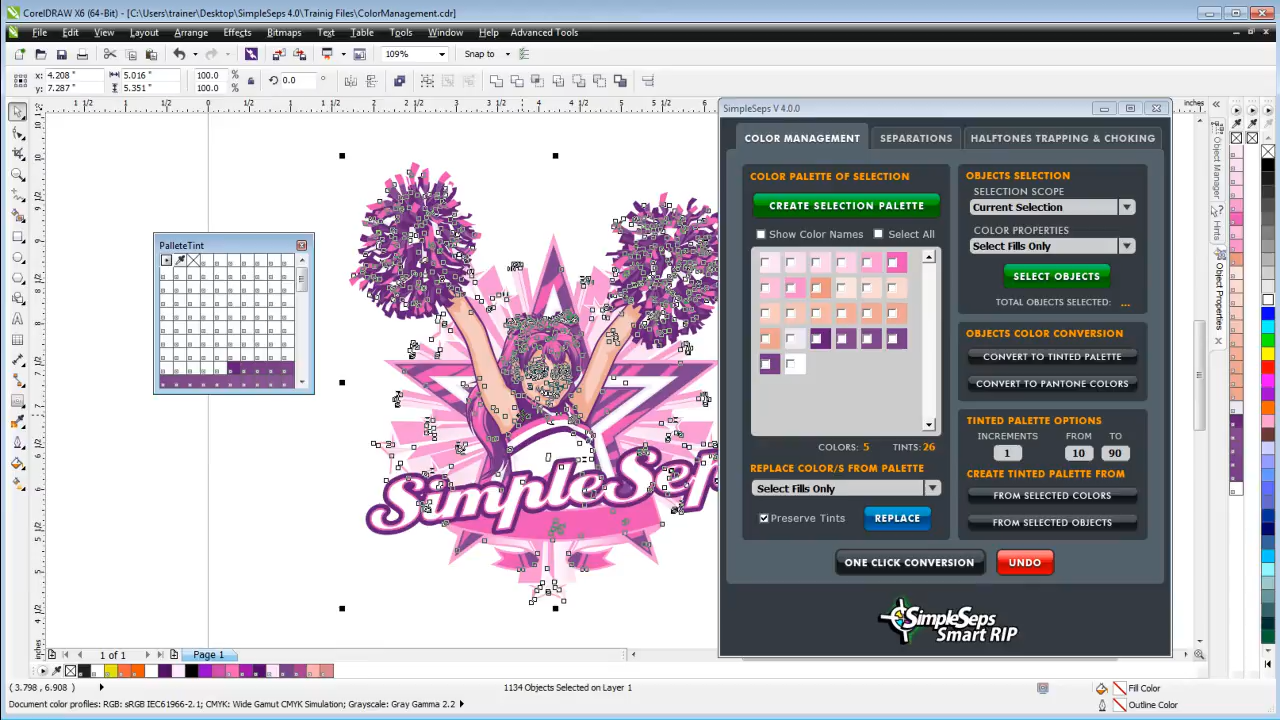 CorelDRAW X6 (64-Bit) - [C:\Users\trainer\Desktop\SimpleSeps 4.0\Trainig Files\ColorManagement.cdr]
File Edit View Layout Arrange Effects Bitmaps Text Table Tools Window Help Advanced Tools
109% Snap to
x: 4.208 " 5.016 " 100.0 % 0.0
y: 7.287 " 5.351 " 100.0 %
inches
SimpleSeps V 4.0.0
COLOR MANAGEMENT SEPARATIONS HALFTONES TRAPPING & CHOKING
COLOR PALETTE OF SELECTION
CREATE SELECTION PALETTE
Show Color Names Select All
COLORS: 5 TINTS: 26
REPLACE COLOR/S FROM PALETTE
Select Fills Only
Preserve Tints REPLACE
OBJECTS SELECTION
SELECTION SCOPE
Current Selection
COLOR PROPERTIES
Select Fills Only
SELECT OBJECTS
TOTAL OBJECTS SELECTED: ...
OBJECTS COLOR CONVERSION
CONVERT TO TINTED PALETTE
CONVERT TO PANTONE COLORS
TINTED PALETTE OPTIONS
INCREMENTS FROM TO
1 10 90
CREATE TINTED PALETTE FROM
FROM SELECTED COLORS
FROM SELECTED OBJECTS
ONE CLICK CONVERSION UNDO
SimpleSeps
Smart RIP
PalleteTint
SimpleSep
Object Manager
Hints
Object Properties
inches
1 of 1 Page 1
(3.798, 6.908) 1134 Objects Selected on Layer 1 Fill Color
Document color profiles: RGB: sRGB IEC61966-2.1; CMYK: Wide Gamut CMYK Simulation; Grayscale: Gray Gamma 2.2 Outline Color